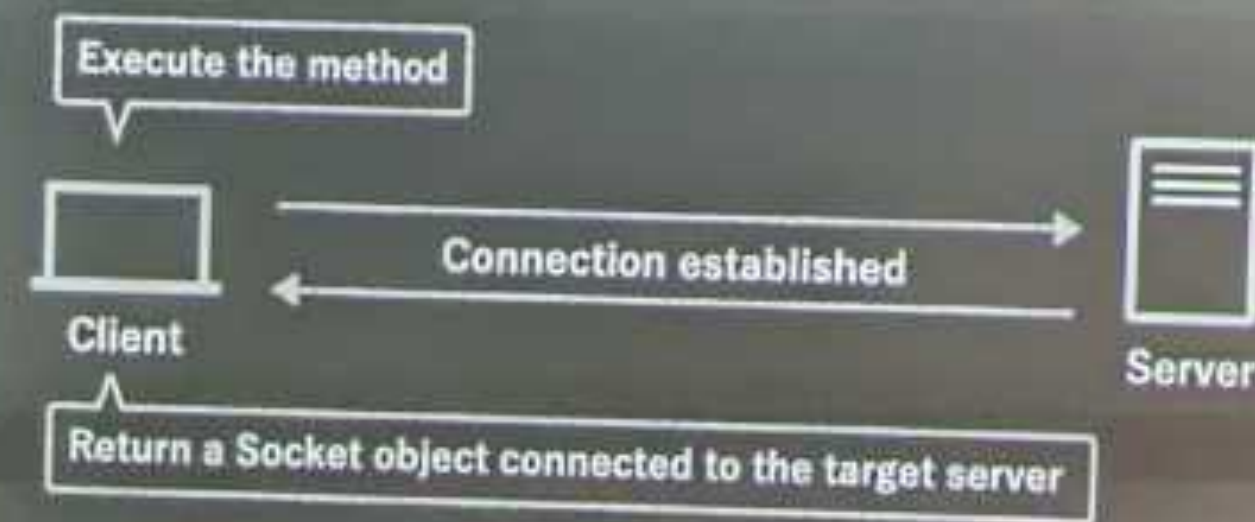 Execute the method
Connection established
Client
Server
Return a Socket object connected to the target server